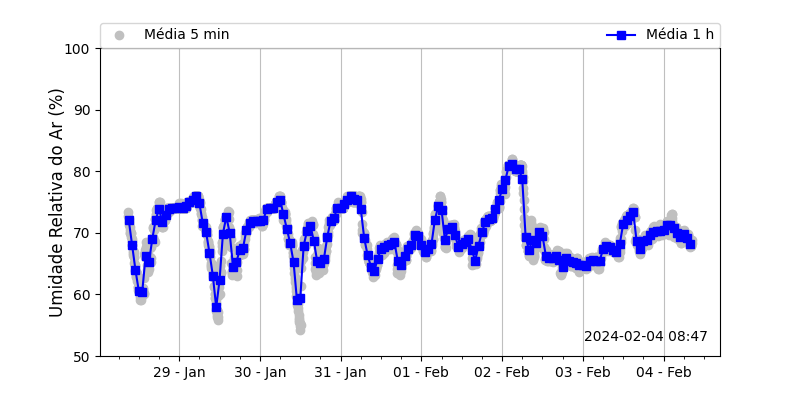 Média 5 min
Média 1 h
Umidade Relativa do Ar (%)
100
90
80
70
60
50
2024-02-04 08:47
29 - Jan
30 - Jan
31 - Jan
01 - Feb
02 - Feb
03 - Feb
04 - Feb